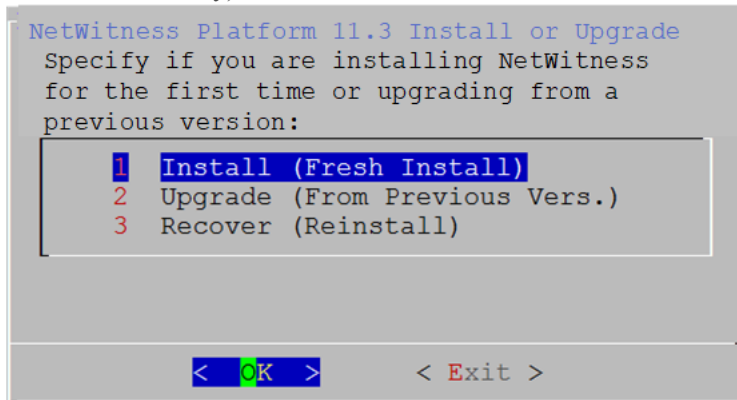 NetWitness Platform 11.3 Install or Upgrade
Specify if you are installing NetWitness
for the first time or upgrading from a
previous version:
1 Install (Fresh Install)
2 Upgrade (From Previous Vers.)
3 Recover (Reinstall)
< OK > < Exit >